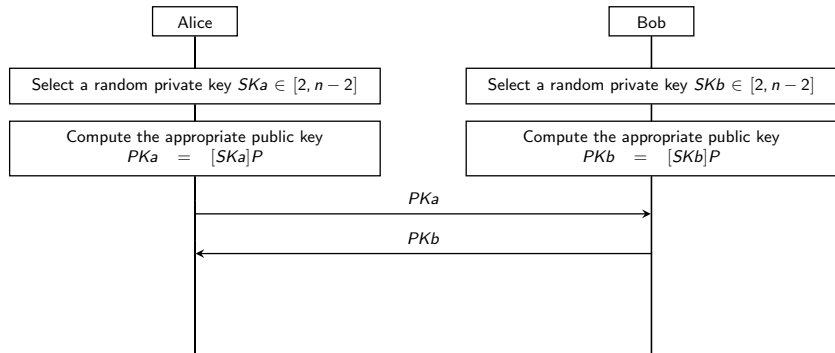 Alice
Bob
Select a random private key SKa ∈ [2, n − 2]
Select a random private key SKb ∈ [2, n − 2]
Compute the appropriate public key
PKa = [SKa]P
Compute the appropriate public key
PKb = [SKb]P
PKa
PKb